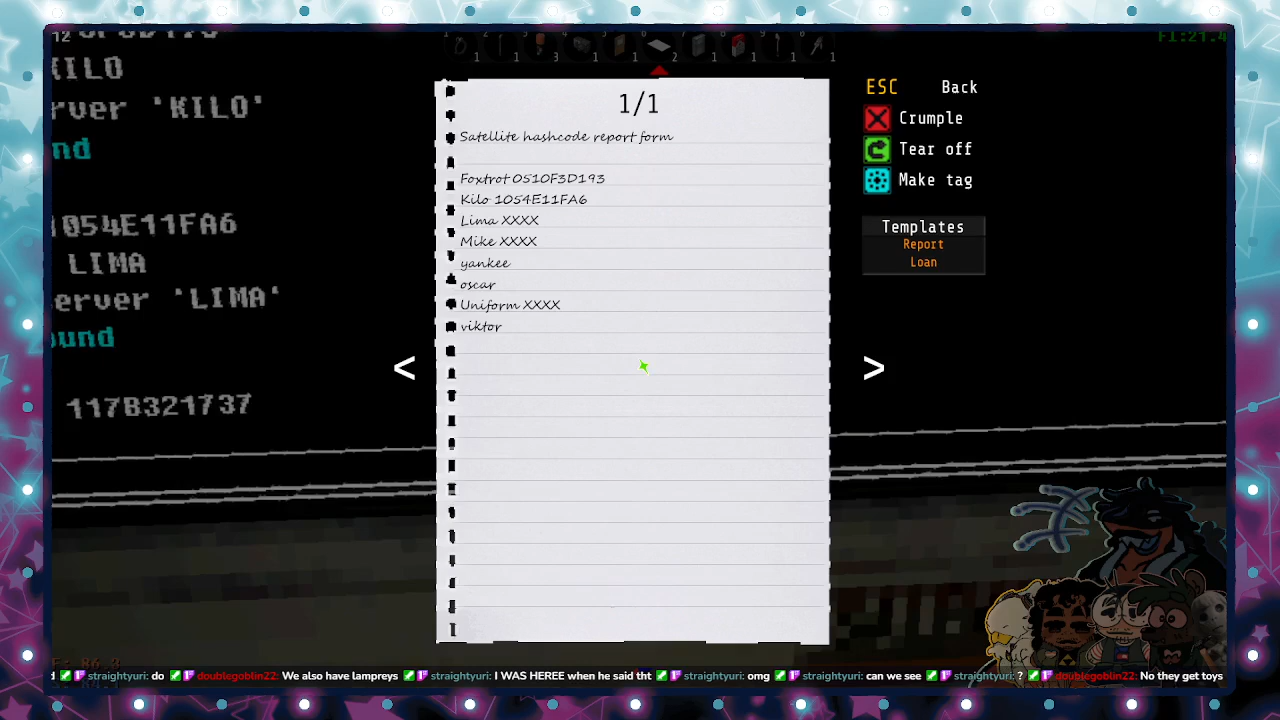 12
KILO
rver 'KILO'
nd
1054E11FA6
LIMA
erver 'LIMA'
ound
117B321737
1/1
Satellite hashcode report form
Foxtrot 0510F3D193
Kilo 1054E11FA6
Lima XXXX
Mike XXXX
yankee
oscar
Uniform XXXX
viktor
<
>
ESC Back
Crumple
Tear off
Make tag
Templates
Report
Loan
straightyuri: do doublegoblin22: We also have lampreys straightyuri: I WAS HEREE when he said tht straightyuri: omg straightyuri: can we see straightyuri: ? doublegoblin22: No they get toys